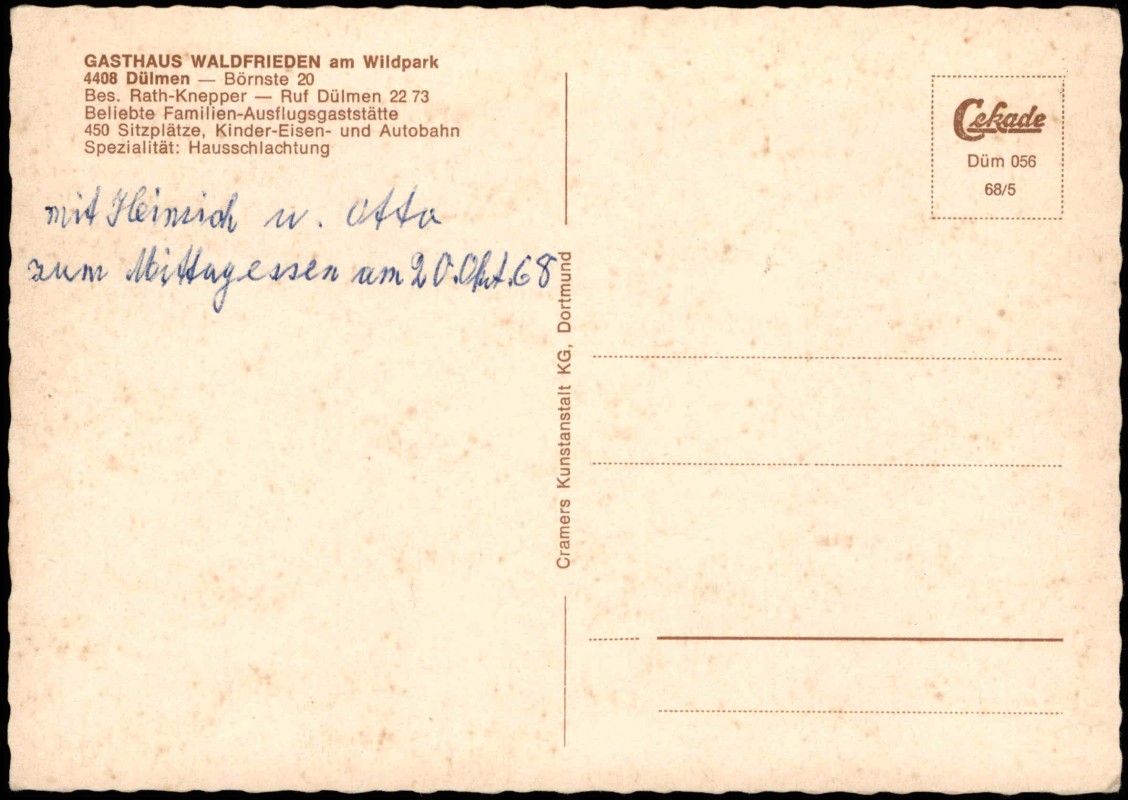 GASTHAUS WALDFRIEDEN am Wildpark
4408 Dülmen — Börnste 20
Bes. Rath-Knepper — Ruf Dülmen 22 73
Beliebte Familien-Ausflugsgaststätte
450 Sitzplätze, Kinder-Eisen- und Autobahn
Spezialität: Hausschlachtung
mit Heinrich u. Otto
zum Mittagessen am 20. Okt. 68
Cramers Kunstanstalt KG, Dortmund
Cekade
Düm 056
68/5